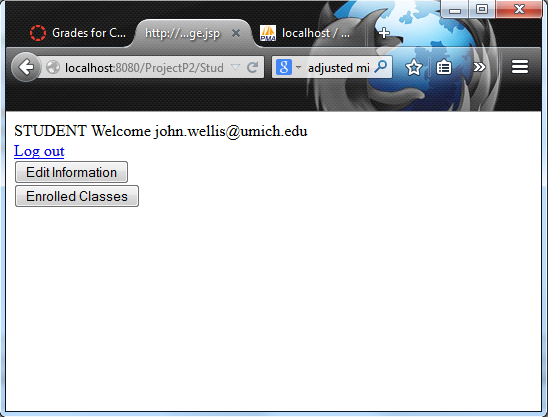 Grades for C...
http://...ge.jsp
localhost / ...
localhost:8080/ProjectP2/Stud
adjusted mi
STUDENT Welcome john.wellis@umich.edu
Log out
Edit Information
Enrolled Classes